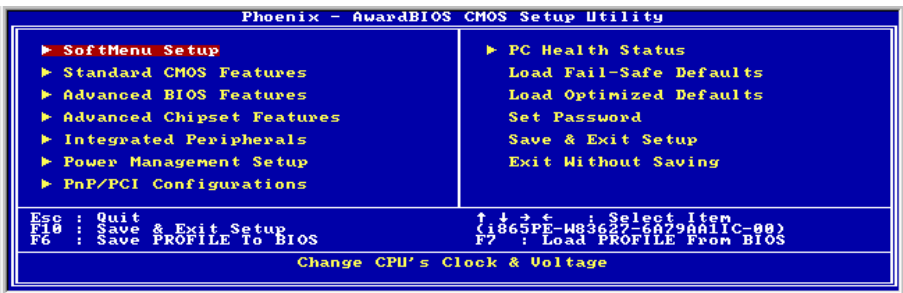 Phoenix - AwardBIOS CMOS Setup Utility
► SoftMenu Setup
► Standard CMOS Features
► Advanced BIOS Features
► Advanced Chipset Features
► Integrated Peripherals
► Power Management Setup
► PnP/PCI Configurations
► PC Health Status
Load Fail-Safe Defaults
Load Optimized Defaults
Set Password
Save & Exit Setup
Exit Without Saving
Esc : Quit
F10 : Save & Exit Setup
F6 : Save PROFILE To BIOS
↑ ↓ → ← : Select Item
(i865PE-W83627-6A79AA1IC-00)
F7 : Load PROFILE From BIOS
Change CPU's Clock & Voltage